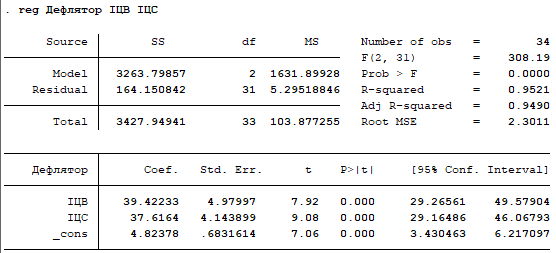 . reg Дефлятор ІЦВ ІЦС
Source SS df MS Number of obs = 34
F(2, 31) = 308.19
Model 3263.79857 2 1631.89928 Prob > F = 0.0000
Residual 164.150842 31 5.29518846 R-squared = 0.9521
Adj R-squared = 0.9490
Total 3427.94941 33 103.877255 Root MSE = 2.3011
Дефлятор Coef. Std. Err. t P>|t| [95% Conf. Interval]
ІЦВ 39.42233 4.97997 7.92 0.000 29.26561 49.57904
ІЦС 37.6164 4.143899 9.08 0.000 29.16486 46.06793
_cons 4.82378 .6831614 7.06 0.000 3.430463 6.217097